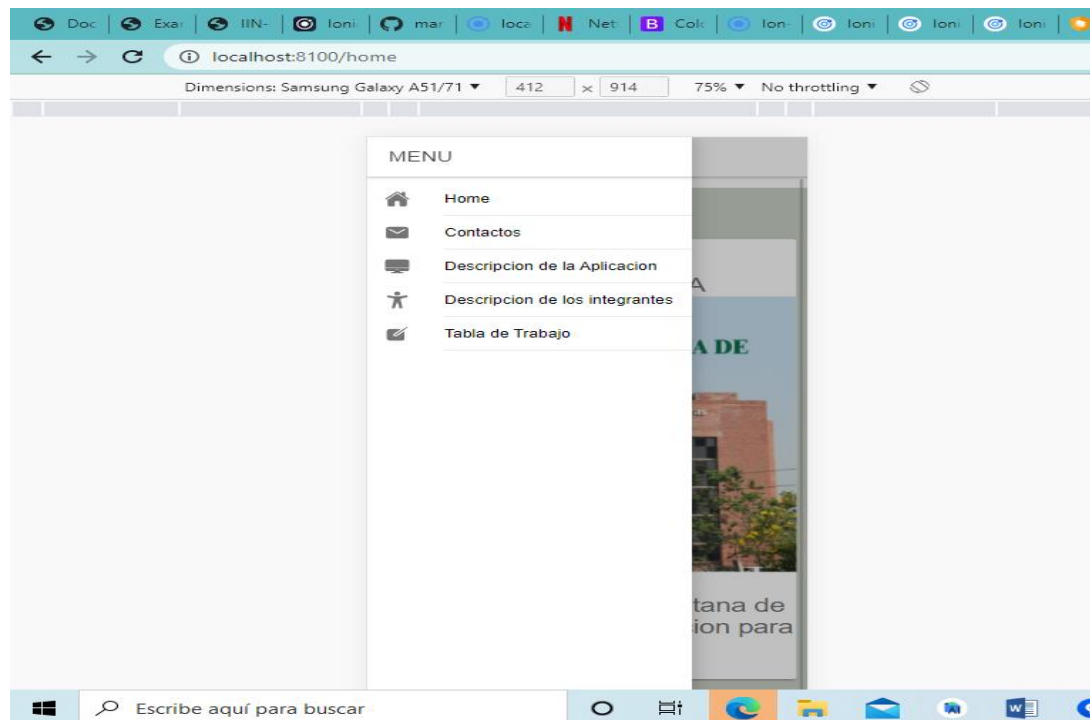 Doc Exar IIN- Ioni mar loca Net B Colc Ion- Ioni Ioni Ioni
localhost:8100/home
Dimensions: Samsung Galaxy A51/71 ▼ 412 × 914 75% ▼ No throttling ▼
MENU
Home
Contactos
Descripcion de la Aplicacion
Descripcion de los integrantes
Tabla de Trabajo
A
A DE
tana de
ion para
Escribe aquí para buscar